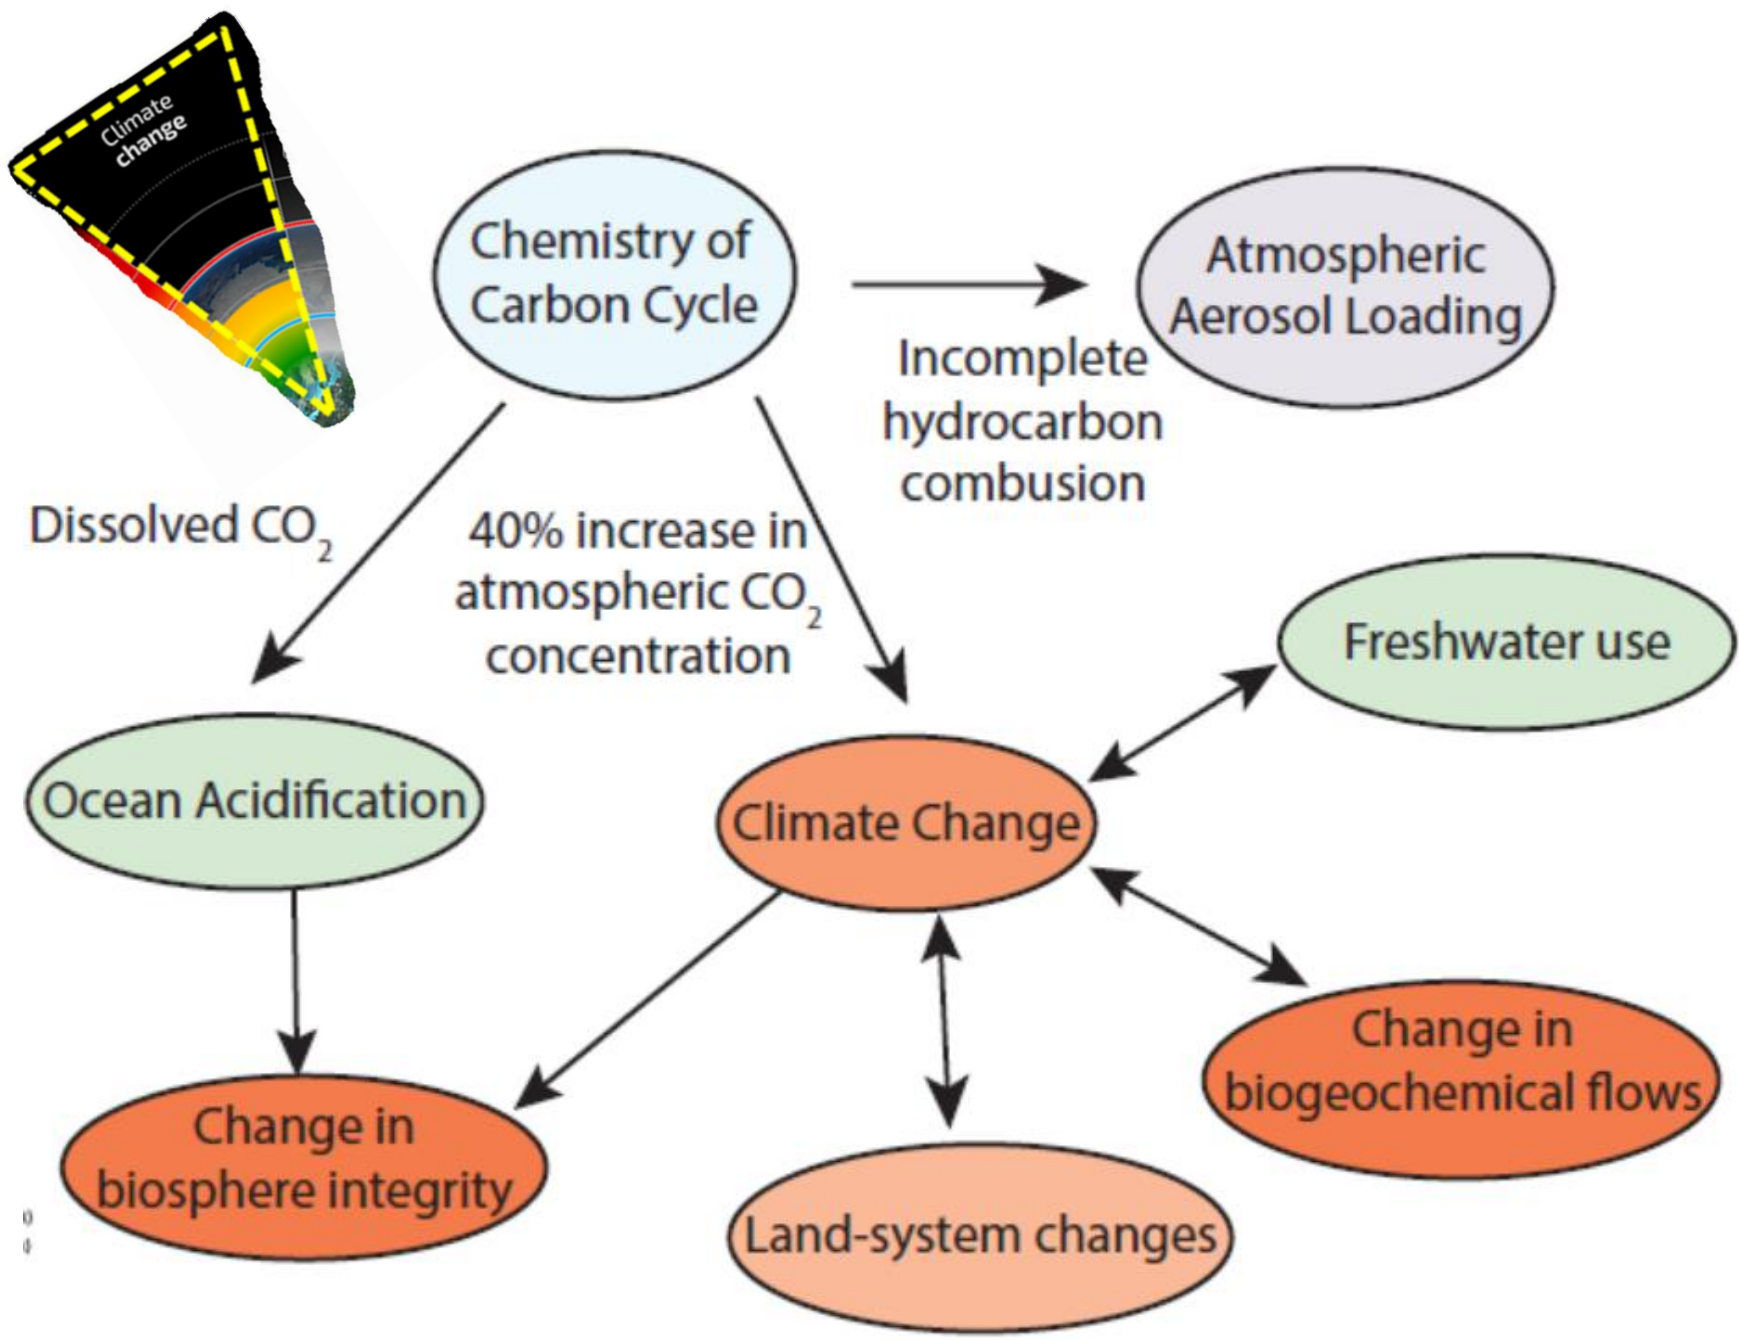 Climate
change
Chemistry of
Carbon Cycle
Atmospheric
Aerosol Loading
Incomplete
hydrocarbon
combusion
Dissolved CO₂
40% increase in
atmospheric CO₂
concentration
Freshwater use
Ocean Acidification
Climate Change
Change in
biogeochemical flows
Change in
biosphere integrity
Land-system changes